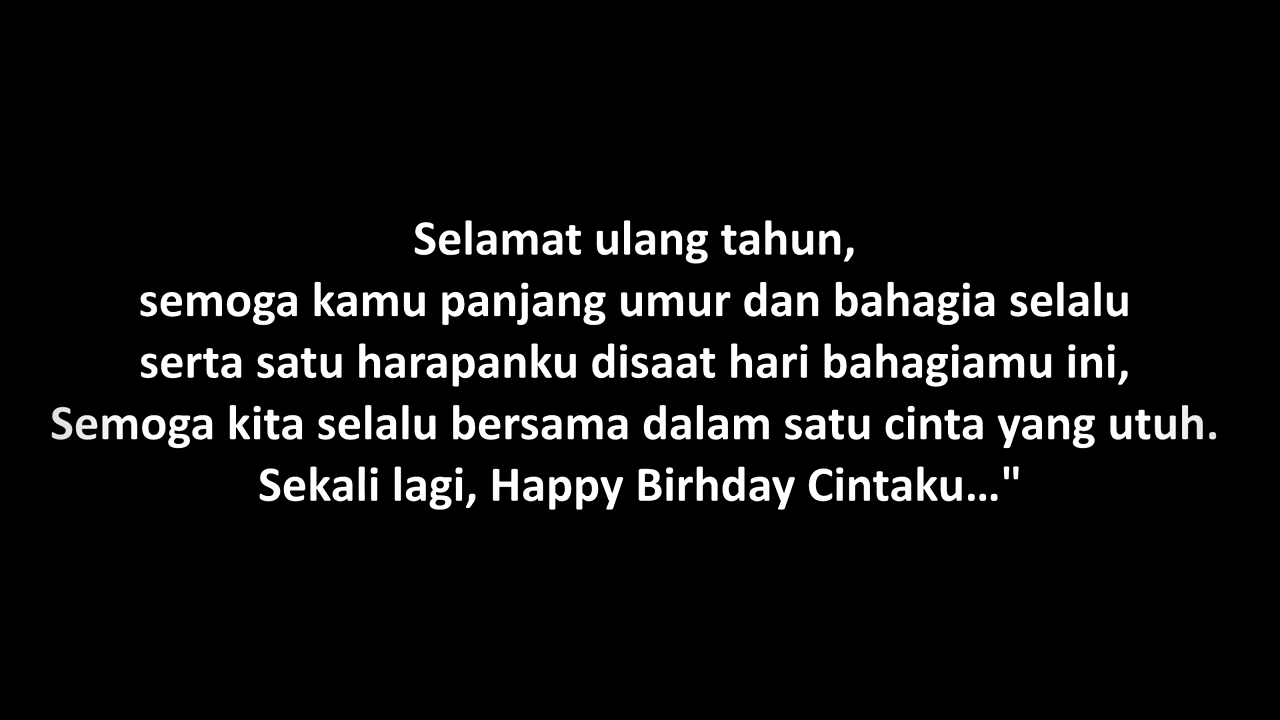 Selamat ulang tahun,
semoga kamu panjang umur dan bahagia selalu
serta satu harapanku disaat hari bahagiamu ini,
Semoga kita selalu bersama dalam satu cinta yang utuh.
Sekali lagi, Happy Birhday Cintaku..."